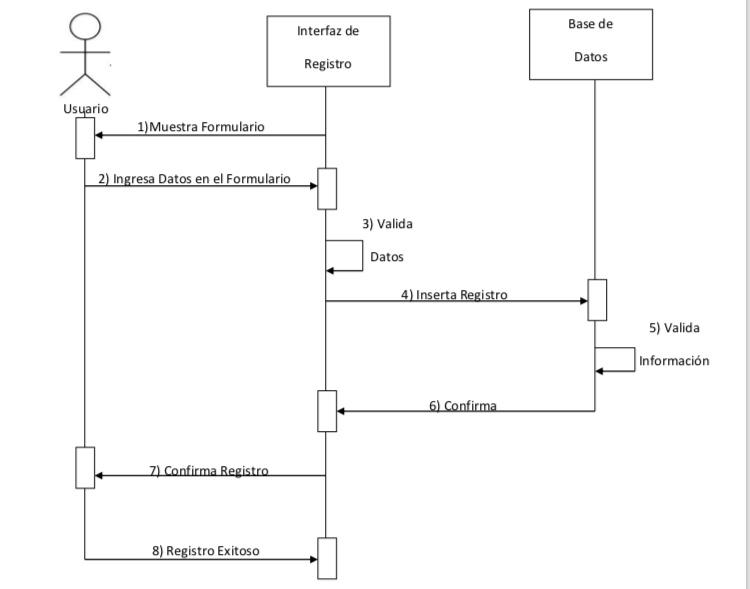 Interfaz de
Registro
Base de
Datos
Usuario
1)Muestra Formulario
2) Ingresa Datos en el Formulario
3) Valida
Datos
4) Inserta Registro
5) Valida
Información
6) Confirma
7) Confirma Registro
8) Registro Exitoso